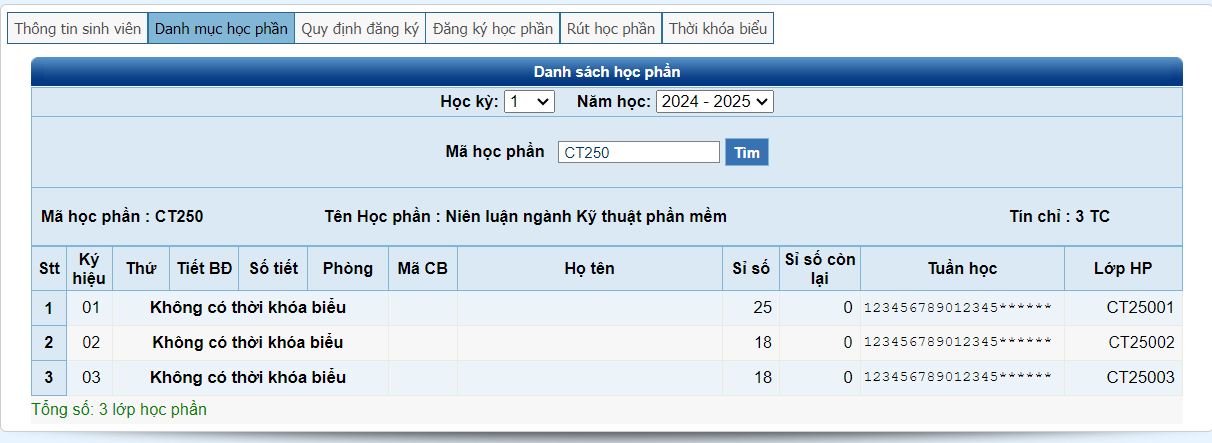 Thông tin sinh viên Danh mục học phần Quy định đăng ký Đăng ký học phần Rút học phần Thời khóa biểu
Danh sách học phần
Học kỳ: 1 Năm học: 2024 - 2025
Mã học phần CT250 Tìm
Mã học phần : CT250 Tên Học phần : Niên luận ngành Kỹ thuật phần mềm Tín chỉ : 3 TC
Stt Ký hiệu Thứ Tiết BĐ Số tiết Phòng Mã CB Họ tên Sỉ số Sỉ số còn lại Tuần học Lớp HP
1 01 Không có thời khóa biểu 25 0 123456789012345****** CT25001
2 02 Không có thời khóa biểu 18 0 123456789012345****** CT25002
3 03 Không có thời khóa biểu 18 0 123456789012345****** CT25003
Tổng số: 3 lớp học phần